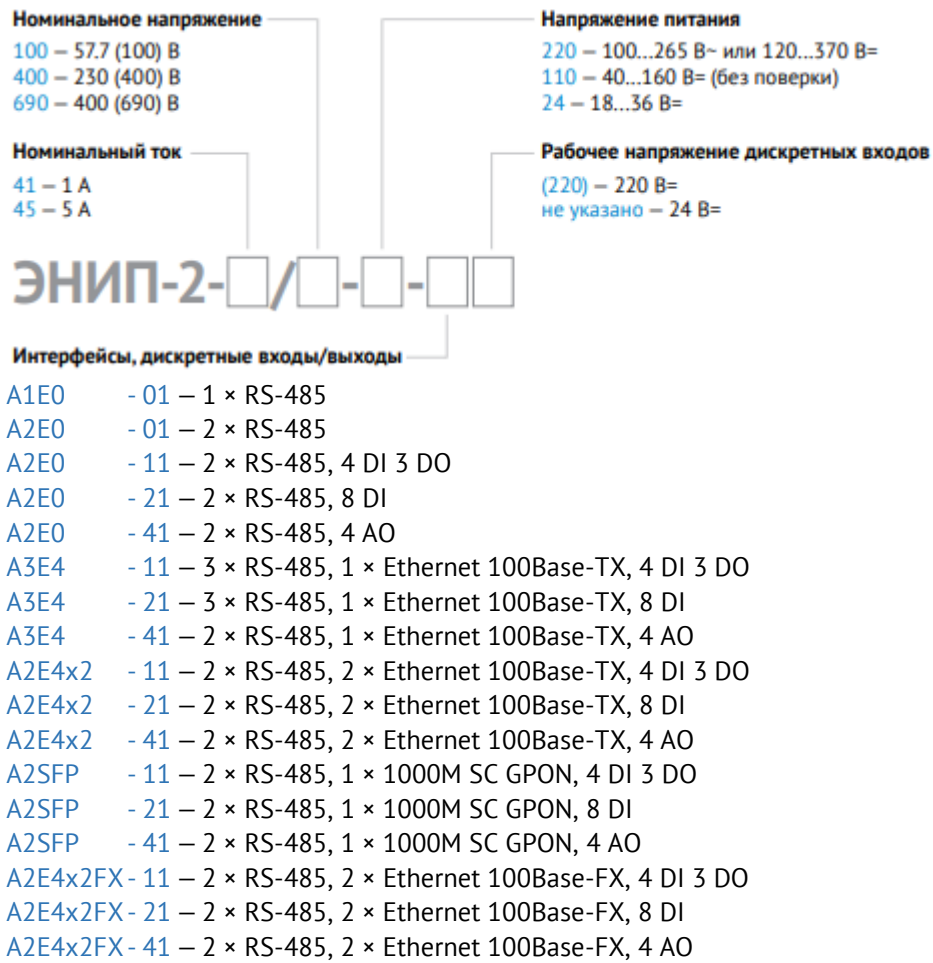 Номинальное напряжение
100 — 57.7 (100) В
400 — 230 (400) В
690 — 400 (690) В
Напряжение питания
220 — 100...265 В~ или 120...370 В=
110 — 40...160 В= (без поверки)
24 — 18...36 В=
Номинальный ток
41 — 1 А
45 — 5 А
Рабочее напряжение дискретных входов
(220) — 220 В=
не указано — 24 В=
ЭНИП-2-□/□-□-□□
Интерфейсы, дискретные входы/выходы
A1E0 - 01 — 1 × RS-485
A2E0 - 01 — 2 × RS-485
A2E0 - 11 — 2 × RS-485, 4 DI 3 DO
A2E0 - 21 — 2 × RS-485, 8 DI
A2E0 - 41 — 2 × RS-485, 4 AO
A3E4 - 11 — 3 × RS-485, 1 × Ethernet 100Base-TX, 4 DI 3 DO
A3E4 - 21 — 3 × RS-485, 1 × Ethernet 100Base-TX, 8 DI
A3E4 - 41 — 2 × RS-485, 1 × Ethernet 100Base-TX, 4 AO
A2E4x2 - 11 — 2 × RS-485, 2 × Ethernet 100Base-TX, 4 DI 3 DO
A2E4x2 - 21 — 2 × RS-485, 2 × Ethernet 100Base-TX, 8 DI
A2E4x2 - 41 — 2 × RS-485, 2 × Ethernet 100Base-TX, 4 AO
A2SFP - 11 — 2 × RS-485, 1 × 1000M SC GPON, 4 DI 3 DO
A2SFP - 21 — 2 × RS-485, 1 × 1000M SC GPON, 8 DI
A2SFP - 41 — 2 × RS-485, 1 × 1000M SC GPON, 4 AO
A2E4x2FX - 11 — 2 × RS-485, 2 × Ethernet 100Base-FX, 4 DI 3 DO
A2E4x2FX - 21 — 2 × RS-485, 2 × Ethernet 100Base-FX, 8 DI
A2E4x2FX - 41 — 2 × RS-485, 2 × Ethernet 100Base-FX, 4 AO